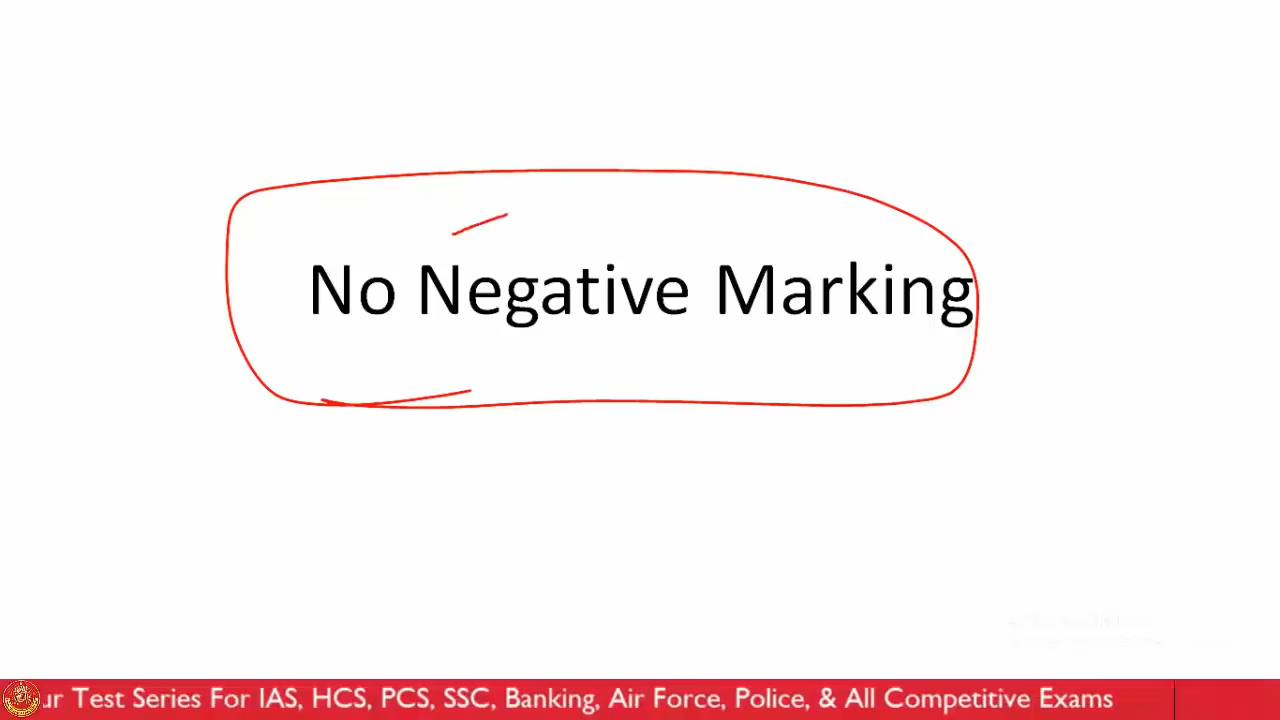 No Negative Marking
ur Test Series For IAS, HCS, PCS, SSC, Banking, Air Force, Police, & All Competitive Exams